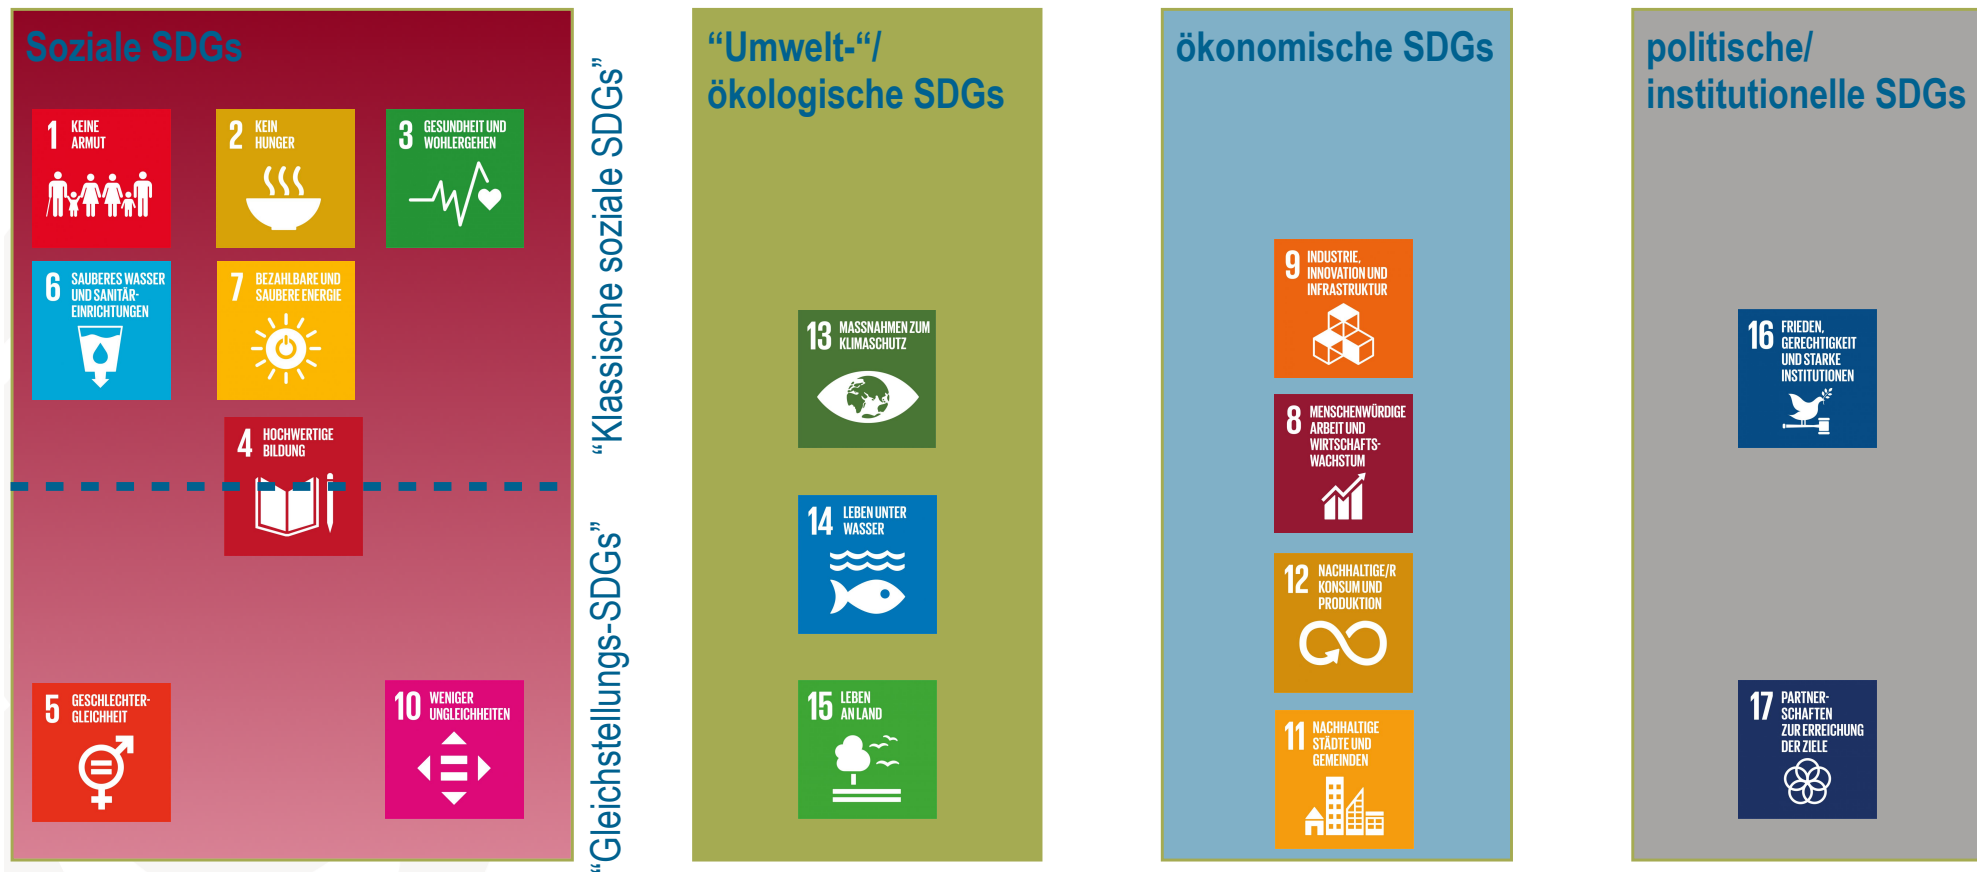 Soziale SDGs
1 KEINE
ARMUT
2 KEIN
HUNGER
3 GESUNDHEIT UND
WOHLERGEHEN
6 SAUBERES WASSER
UND SANITÄR-
EINRICHTUNGEN
7 BEZAHLBARE UND
SAUBERE ENERGIE
4 HOCHWERTIGE
BILDUNG
5 GESCHLECHTER-
GLEICHHEIT
10 WENIGER
UNGLEICHHEITEN
“Klassische soziale SDGs”
“Gleichstellungs-SDGs”
“Umwelt-“/
ökologische SDGs
13 MASSNAHMEN ZUM
KLIMASCHUTZ
14 LEBEN UNTER
WASSER
15 LEBEN
AN LAND
ökonomische SDGs
9 INDUSTRIE,
INNOVATION UND
INFRASTRUKTUR
8 MENSCHENWÜRDIGE
ARBEIT UND
WIRTSCHAFTS-
WACHSTUM
12 NACHHALTIGE/R
KONSUM UND
PRODUKTION
11 NACHHALTIGE
STÄDTE UND
GEMEINDEN
politische/
institutionelle SDGs
16 FRIEDEN,
GERECHTIGKEIT
UND STARKE
INSTITUTIONEN
17 PARTNER-
SCHAFTEN
ZUR ERREICHUNG
DER ZIELE